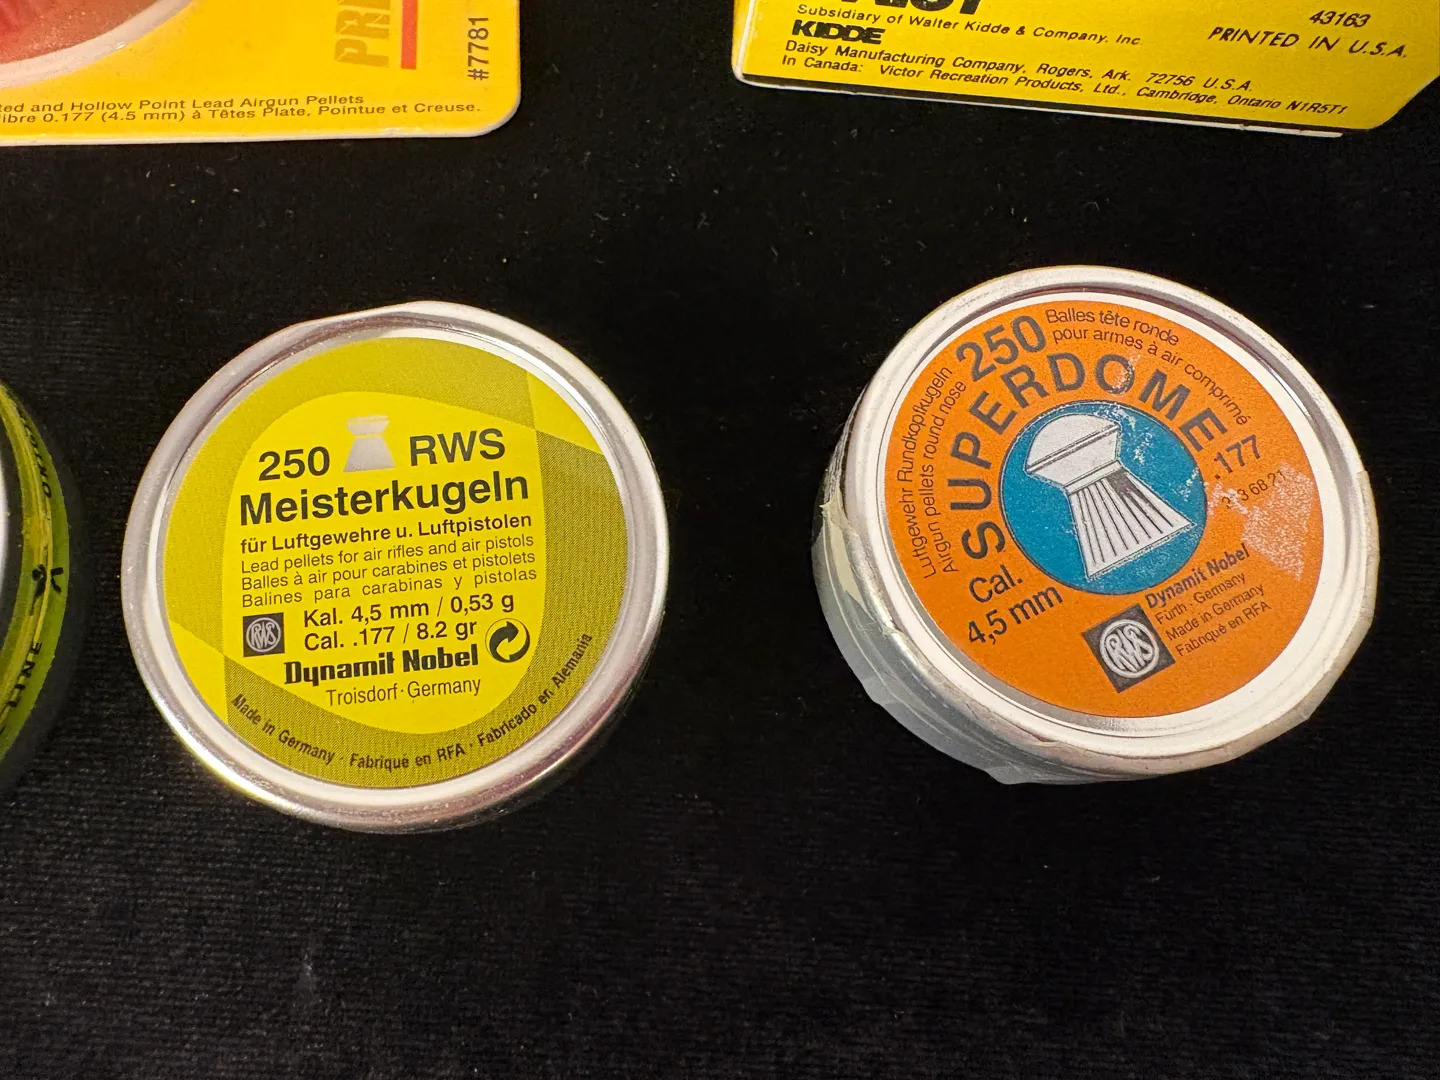 PRE
#7781
ted and Hollow Point Lead Airgun Pellets
ibre 0.177 (4.5 mm) à Têtes Plate, Pointue et Creuse.
Subsidiary of Walter Kidde & Company, Inc
KIDDE
Daisy Manufacturing Company, Rogers, Ark. 72756 U.S.A.
In Canada: Victor Recreation Products, Ltd., Cambridge, Ontario N1R5T1
43163
PRINTED IN U.S.A.
250 RWS
Meisterkugeln
für Luftgewehre u. Luftpistolen
Lead pellets for air rifles and air pistols
Balles à air pour carabines et pistolets
Balines para carabinas y pistolas
Kal. 4,5 mm / 0,53 g
Cal. .177 / 8.2 gr
RWS
Dynamit Nobel
Troisdorf · Germany
Made in Germany · Fabriqué en RFA · Fabricado en Alemania
Luftgewehr Rundkopfkugeln
Airgun pellets round nose
250
Balles tête ronde
pour armes à air comprimé
SUPERDOME
.177
Cal.
4,5 mm
RWS
Dynamit Nobel
Fürth · Germany
Made in Germany
Fabriqué en RFA